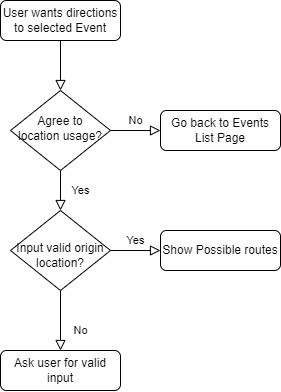 User wants directions
to selected Event
Agree to
location usage?
No
Go back to Events
List Page
Yes
Input valid origin
location?
Yes
Show Possible routes
No
Ask user for valid
input